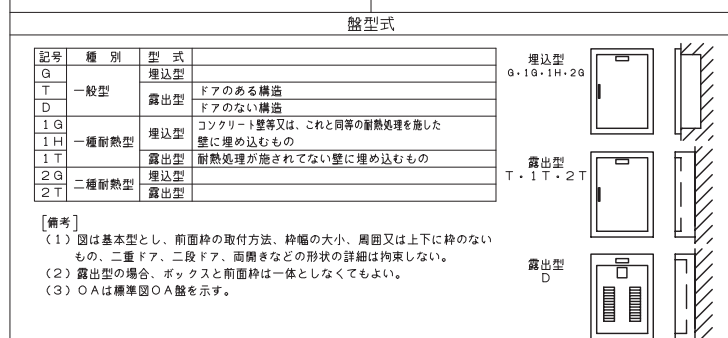 盤型式
記号 種 別 型 式
G 一般型 埋込型
T 露出型 ドアのある構造
D ドアのない構造
1G 一種耐熱型 埋込型 コンクリート壁等又は、これと同等の耐熱処理を施した
1H 壁に埋め込むもの
1T 露出型 耐熱処理が施されてない壁に埋め込むもの
2G 二種耐熱型 埋込型
2T 露出型
[備考]
(1)図は基本型とし、前面枠の取付方法、枠幅の大小、周囲又は上下に枠のない
もの、二重ドア、二段ドア、両開きなどの形状の詳細は拘束しない。
(2)露出型の場合、ボックスと前面枠は一体としなくてもよい。
(3)OAは標準図OA盤を示す。
埋込型
G・1G・1H・2G
露出型
T・1T・2T
露出型
D